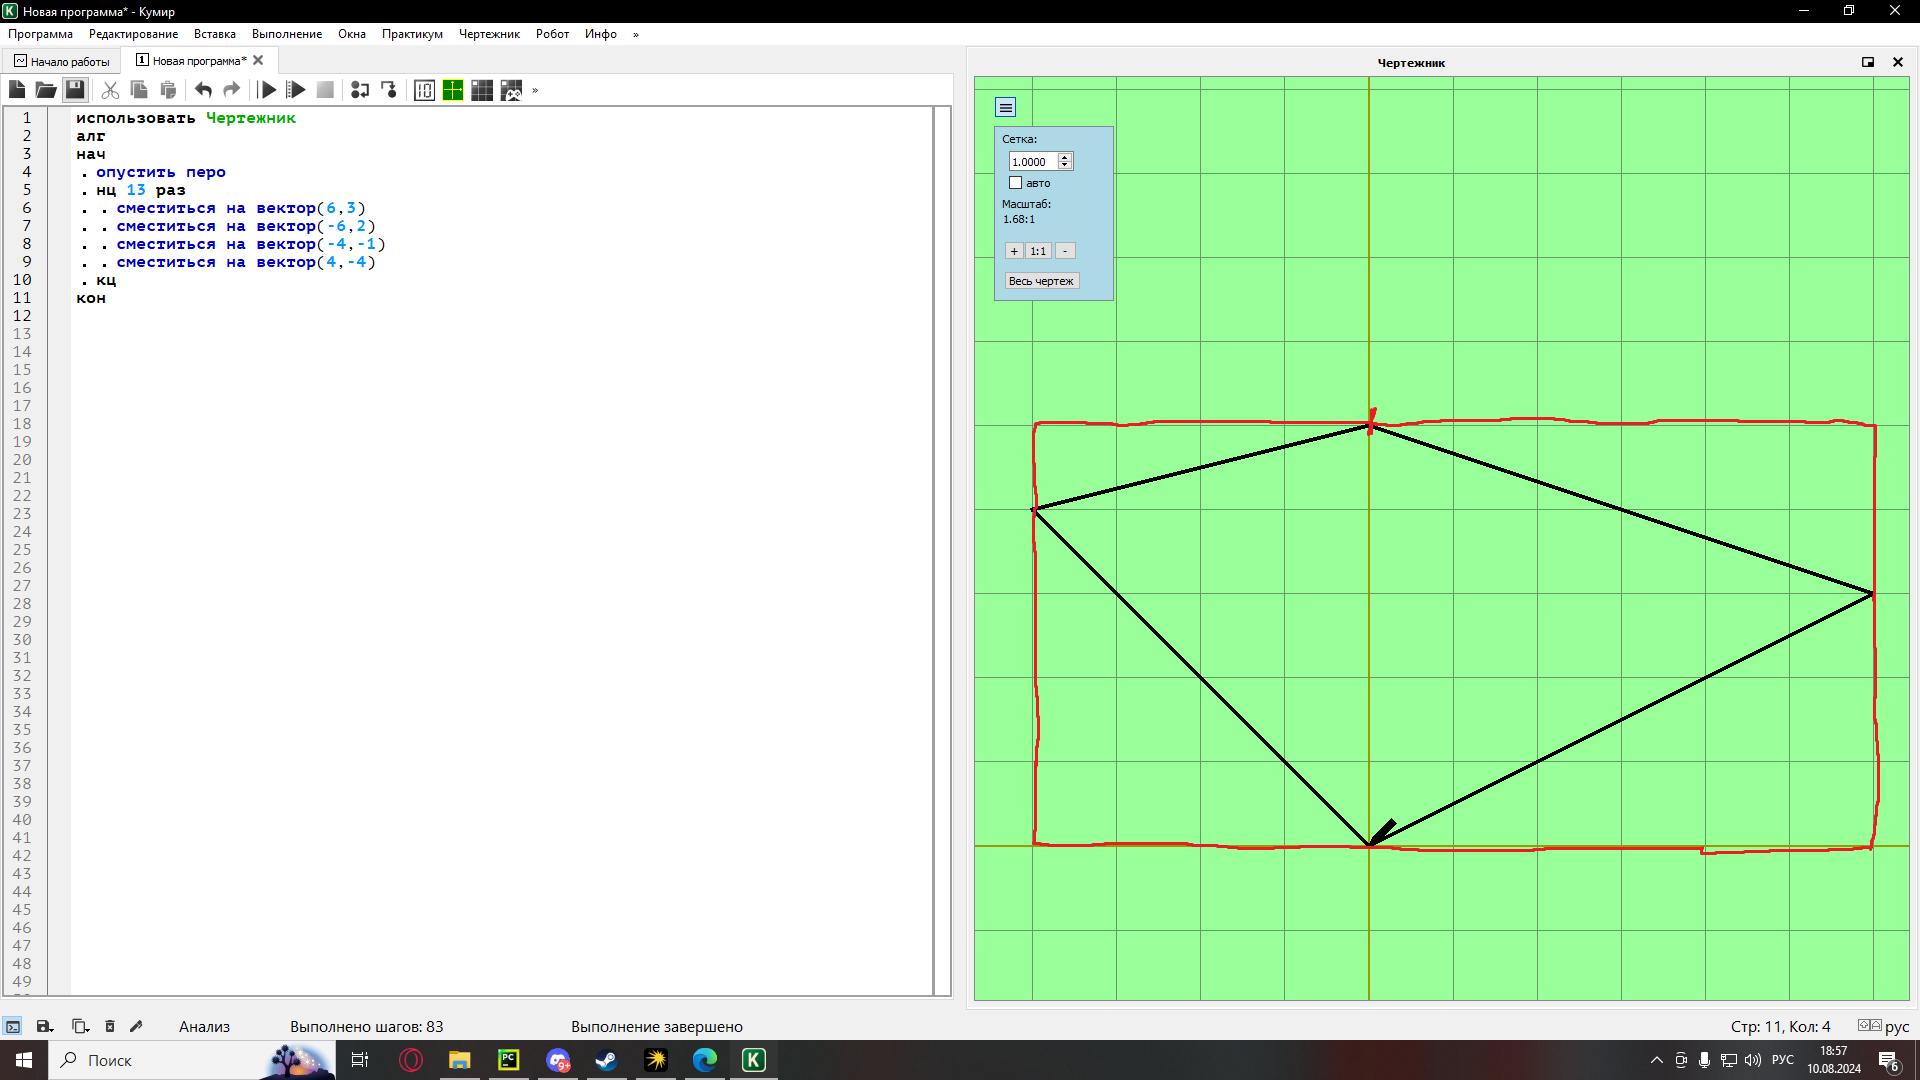 Новая программа* - Кумир
Программа Редактирование Вставка Выполнение Окна Практикум Чертежник Робот Инфо »
Начало работы
1 Новая программа*
»
1 использовать Чертежник
2 алг
3 нач
4 . опустить перо
5 . нц 13 раз
6 . . сместиться на вектор(6,3)
7 . . сместиться на вектор(-6,2)
8 . . сместиться на вектор(-4,-1)
9 . . сместиться на вектор(4,-4)
10 . кц
11 кон
12
13
14
15
16
17
18
19
20
21
22
23
24
25
26
27
28
29
30
31
32
33
34
35
36
37
38
39
40
41
42
43
44
45
46
47
48
49
Чертежник
Сетка:
1.0000
авто
Масштаб:
1.68:1
+ 1:1 -
Весь чертеж
Анализ Выполнено шагов: 83 Выполнение завершено Стр: 11, Кол: 4 рус
Поиск
PC
9+
K
РУС
18:57
10.08.2024
6